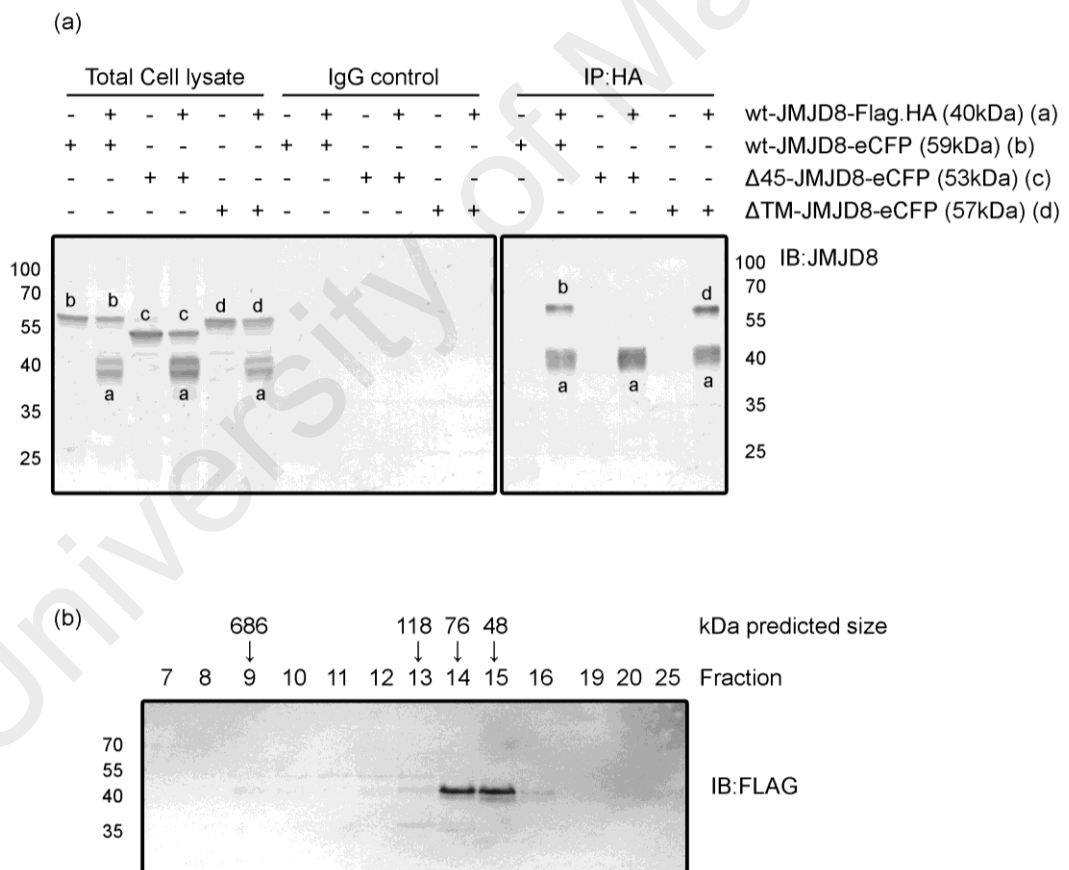 (a)
Total Cell lysate IgG control IP:HA
- + - + - + - + - + - + - + - + - + wt-JMJD8-Flag.HA (40kDa) (a)
+ + - - - - + + - - - - + + - - - - wt-JMJD8-eCFP (59kDa) (b)
- - + + - - - - + + - - - - + + - - Δ45-JMJD8-eCFP (53kDa) (c)
- - - - + + - - - - + + - - - - + + ΔTM-JMJD8-eCFP (57kDa) (d)
IB:JMJD8
100 100
70 b b c c d d b d 70
55 55
40 40
a a a a a a
35 35
25 25
(b)
686 118 76 48 kDa predicted size
↓ ↓ ↓ ↓
7 8 9 10 11 12 13 14 15 16 19 20 25 Fraction
70
55
40 IB:FLAG
35
University of Ma